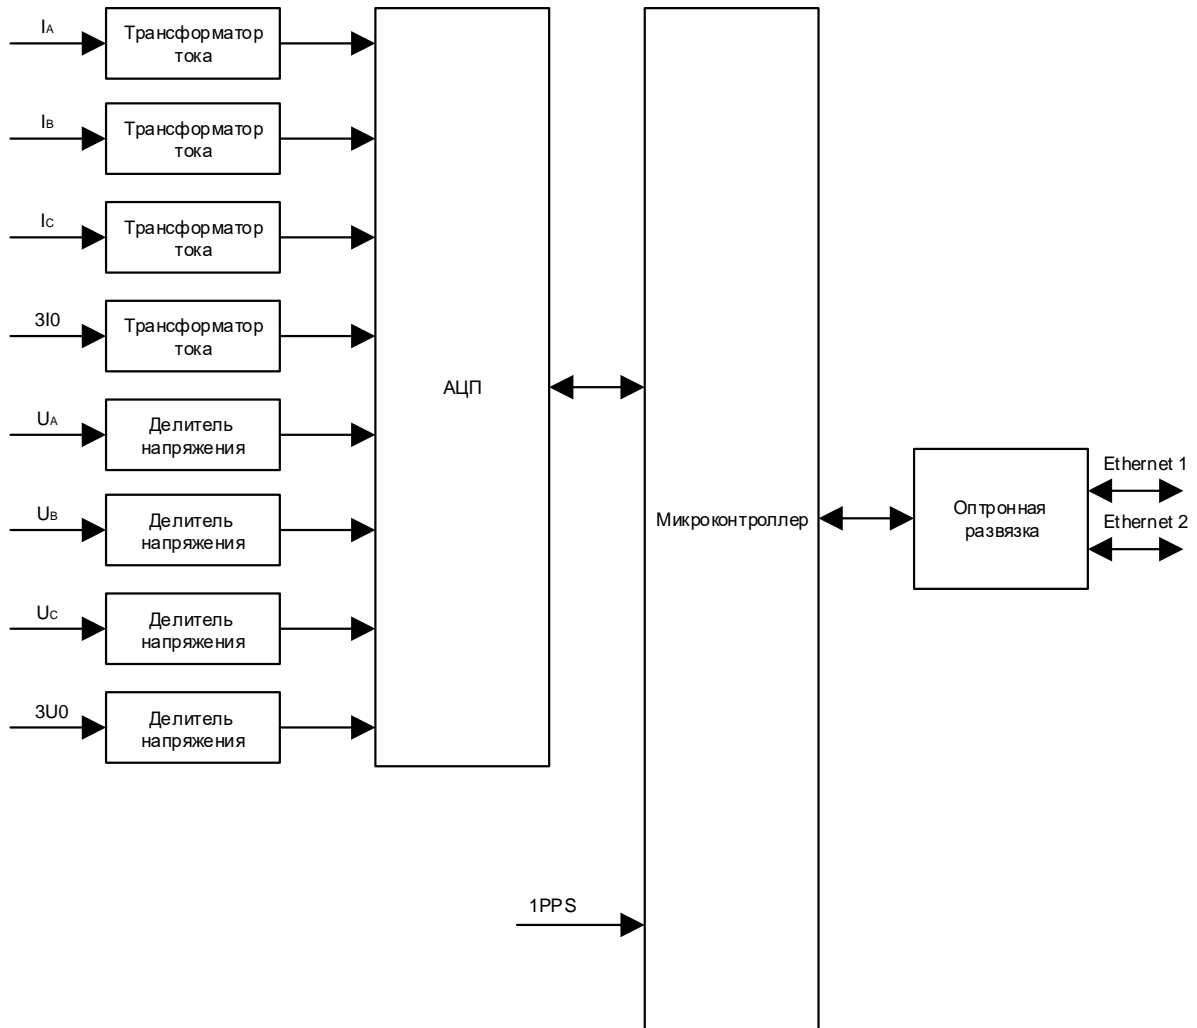 IA
Трансформатор
тока
IB
Трансформатор
тока
IC
Трансформатор
тока
3I0
Трансформатор
тока
UA
Делитель
напряжения
UB
Делитель
напряжения
UC
Делитель
напряжения
3U0
Делитель
напряжения
АЦП
1PPS
Микроконтроллер
Оптронная
развязка
Ethernet 1
Ethernet 2